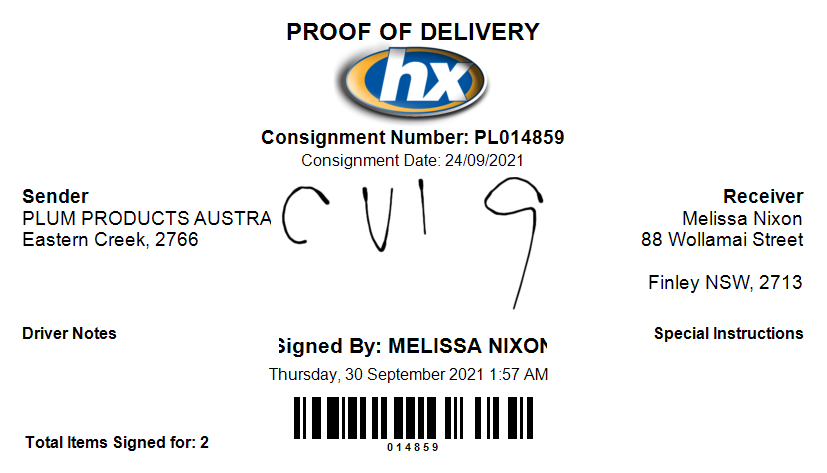 PROOF OF DELIVERY
hx
Consignment Number: PL014859
Consignment Date: 24/09/2021
Sender
PLUM PRODUCTS AUSTRA
Eastern Creek, 2766
Receiver
Melissa Nixon
88 Wollamai Street
Finley NSW, 2713
Driver Notes
Special Instructions
Signed By: MELISSA NIXON
Thursday, 30 September 2021 1:57 AM
014859
Total Items Signed for: 2